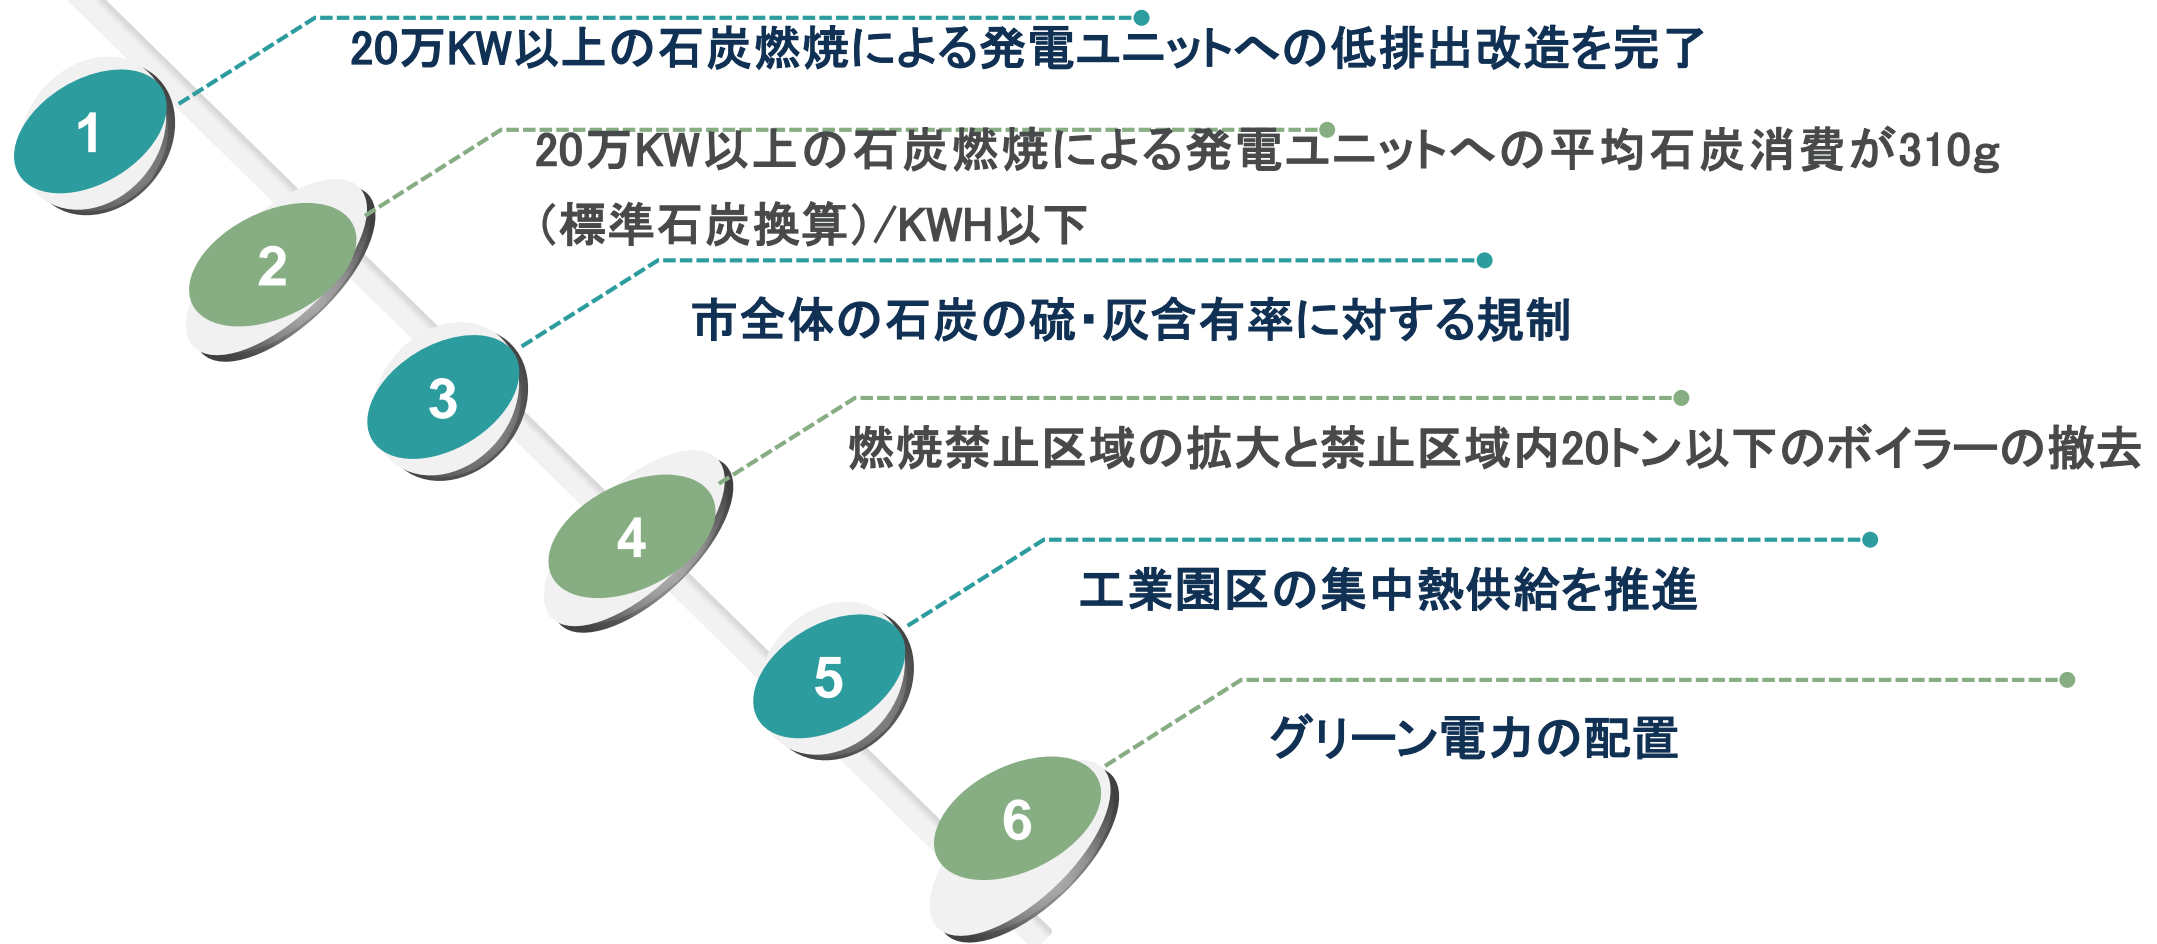 20万KW以上の石炭燃焼による発電ユニットへの低排出改造を完了
1
20万KW以上の石炭燃焼による発電ユニットへの平均石炭消費が310g
（標準石炭換算）/KWH以下
2
市全体の石炭の硫・灰含有率に対する規制
3
燃焼禁止区域の拡大と禁止区域内20トン以下のボイラーの撤去
4
工業園区の集中熱供給を推進
5
グリーン電力の配置
6